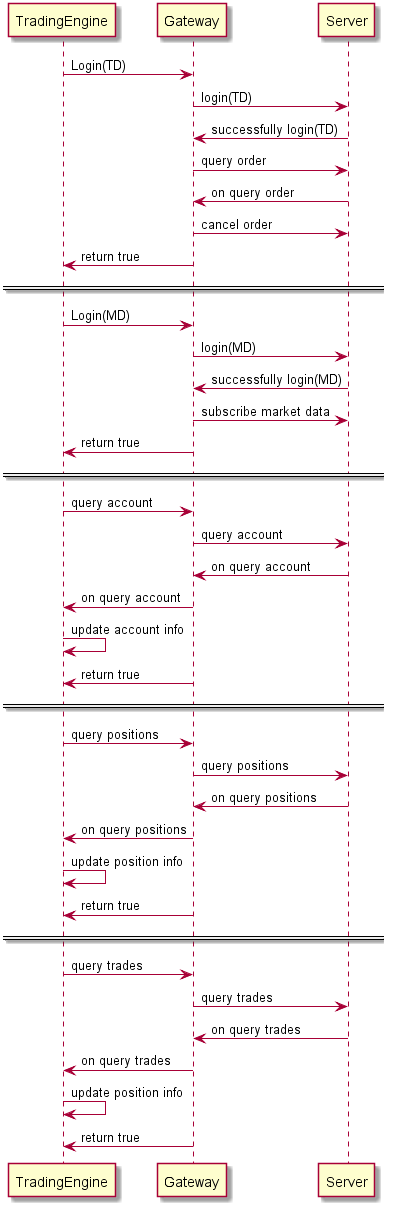 TradingEngine Gateway Server
Login(TD)
login(TD)
successfully login(TD)
query order
on query order
cancel order
return true
Login(MD)
login(MD)
successfully login(MD)
subscribe market data
return true
query account
query account
on query account
on query account
update account info
return true
query positions
query positions
on query positions
on query positions
update position info
return true
query trades
query trades
on query trades
on query trades
update position info
return true
TradingEngine Gateway Server